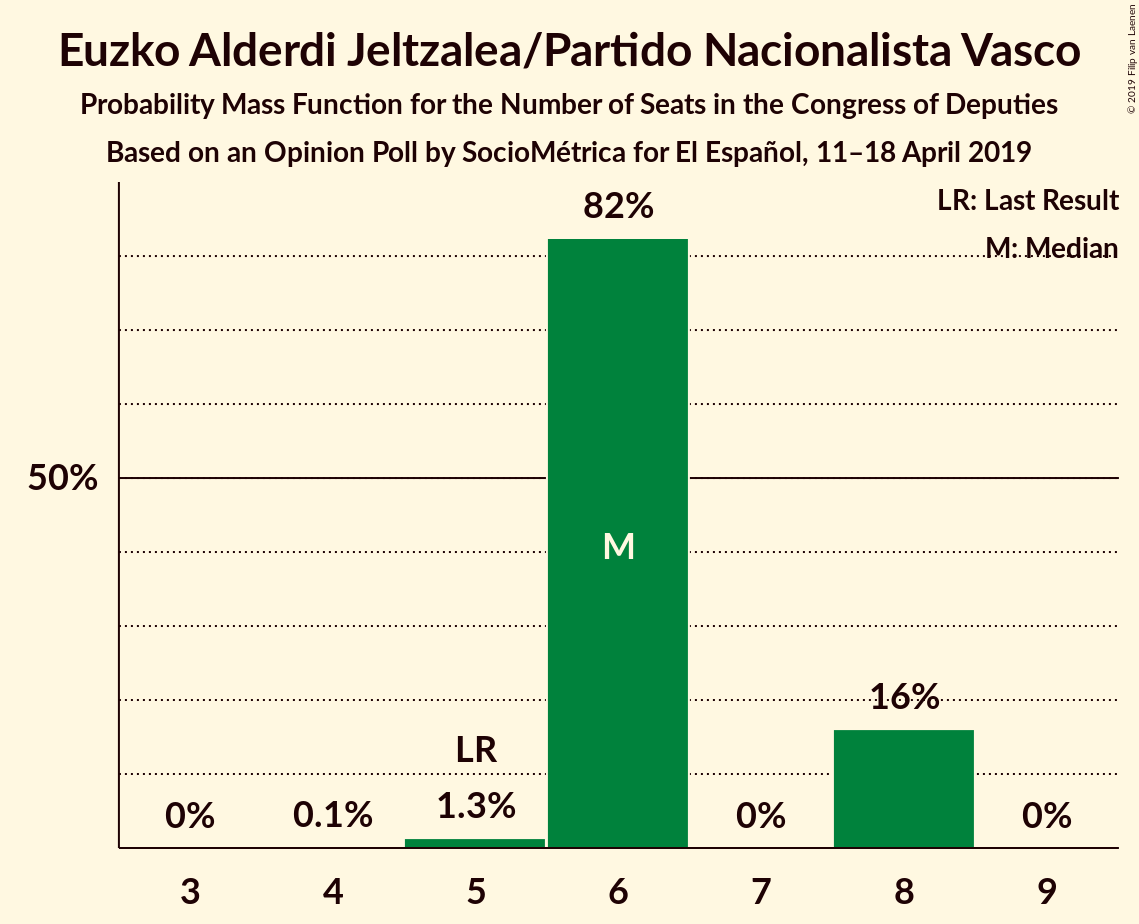 Euzko Alderdi Jeltzalea/Partido Nacionalista Vasco
Probability Mass Function for the Number of Seats in the Congress of Deputies
Based on an Opinion Poll by SocioMétrica for El Español, 11–18 April 2019
© 2019 Filip van Laenen
LR: Last Result
M: Median
82%
50%
M
16%
LR
0%
0.1%
1.3%
0%
0%
3
4
5
6
7
8
9